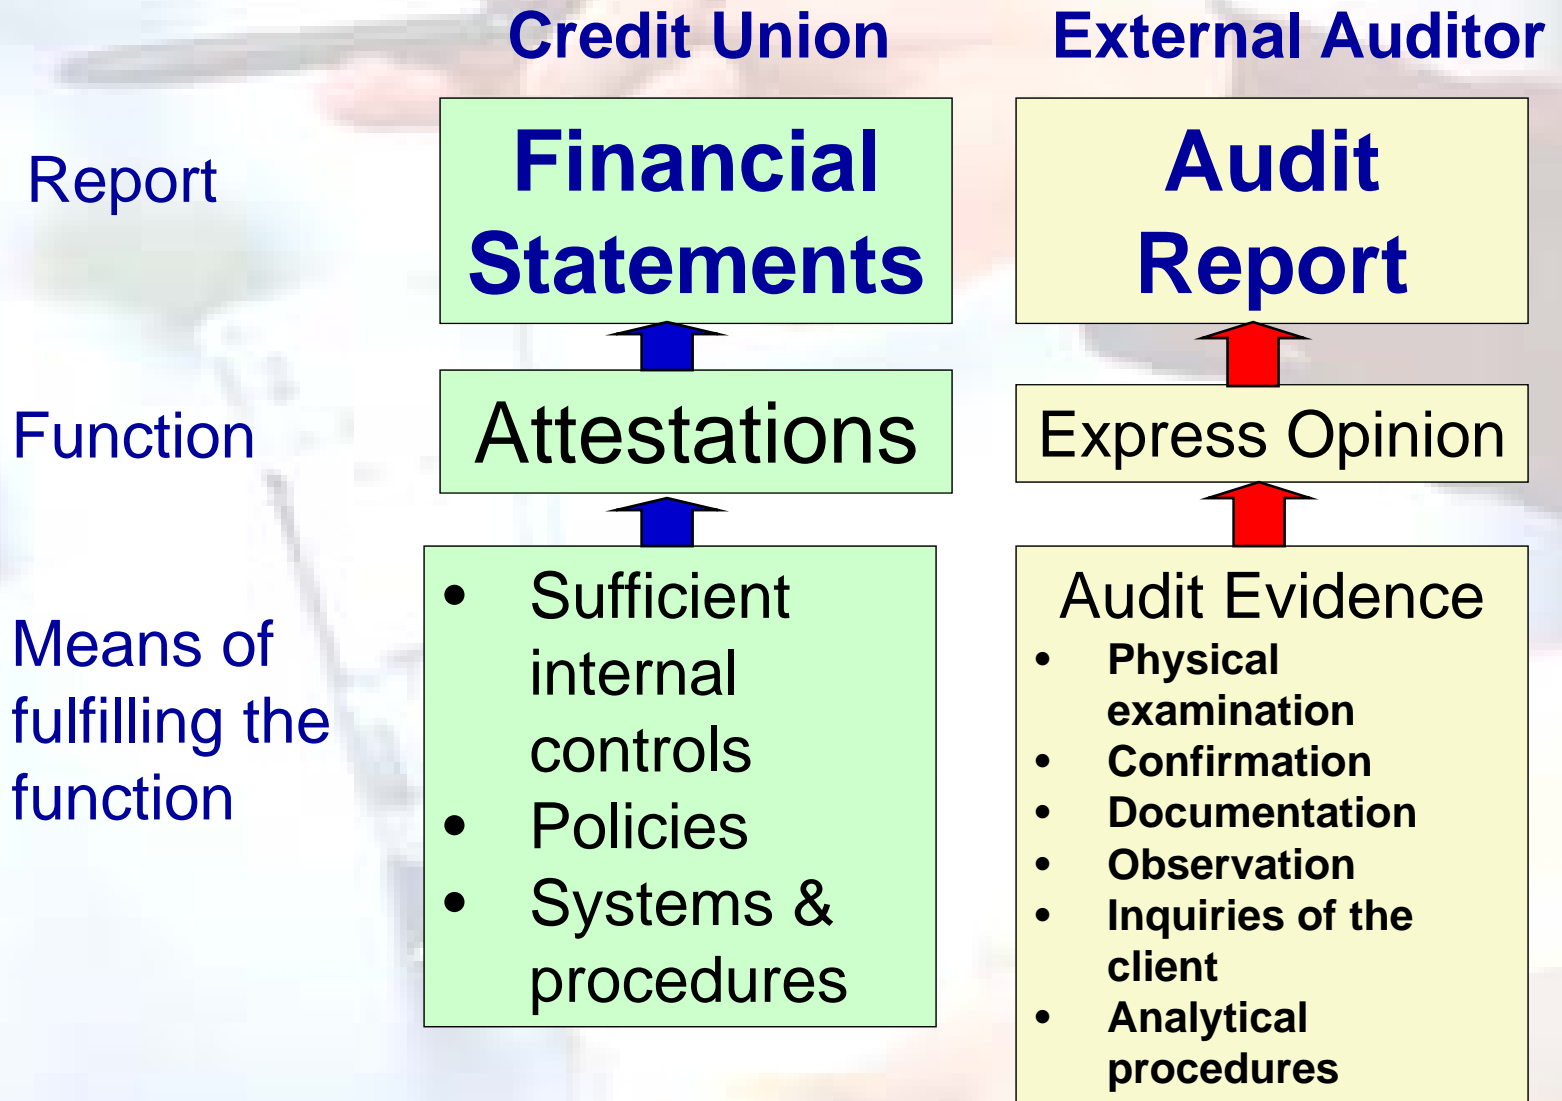 Credit Union
External Auditor
Report
Financial
Statements
Audit
Report
Function
Attestations
Express Opinion
Means of
fulfilling the
function
• Sufficient
internal
controls
• Policies
• Systems &
procedures
Audit Evidence
• Physical
examination
• Confirmation
• Documentation
• Observation
• Inquiries of the
client
• Analytical
procedures